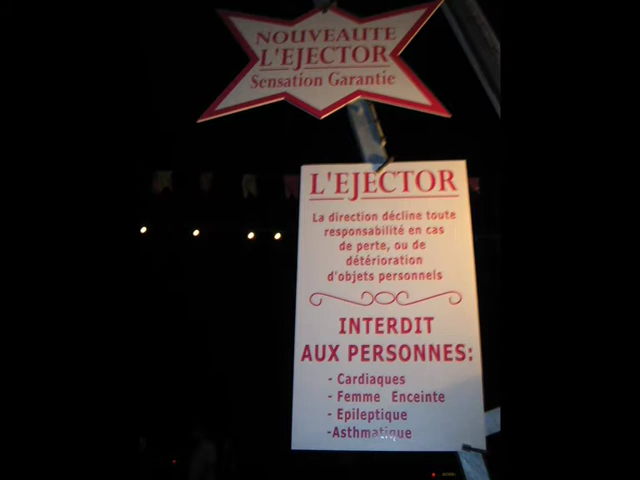 NOUVEAUTE
L'EJECTOR
Sensation Garantie
L'EJECTOR
La direction décline toute
responsabilité en cas
de perte, ou de
détérioration
d'objets personnels
INTERDIT
AUX PERSONNES:
- Cardiaques
- Femme Enceinte
- Epileptique
-Asthmatique